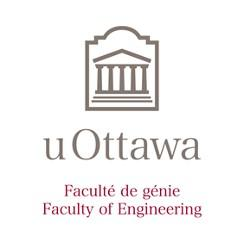 uOttawa
Faculté de génie
Faculty of Engineering